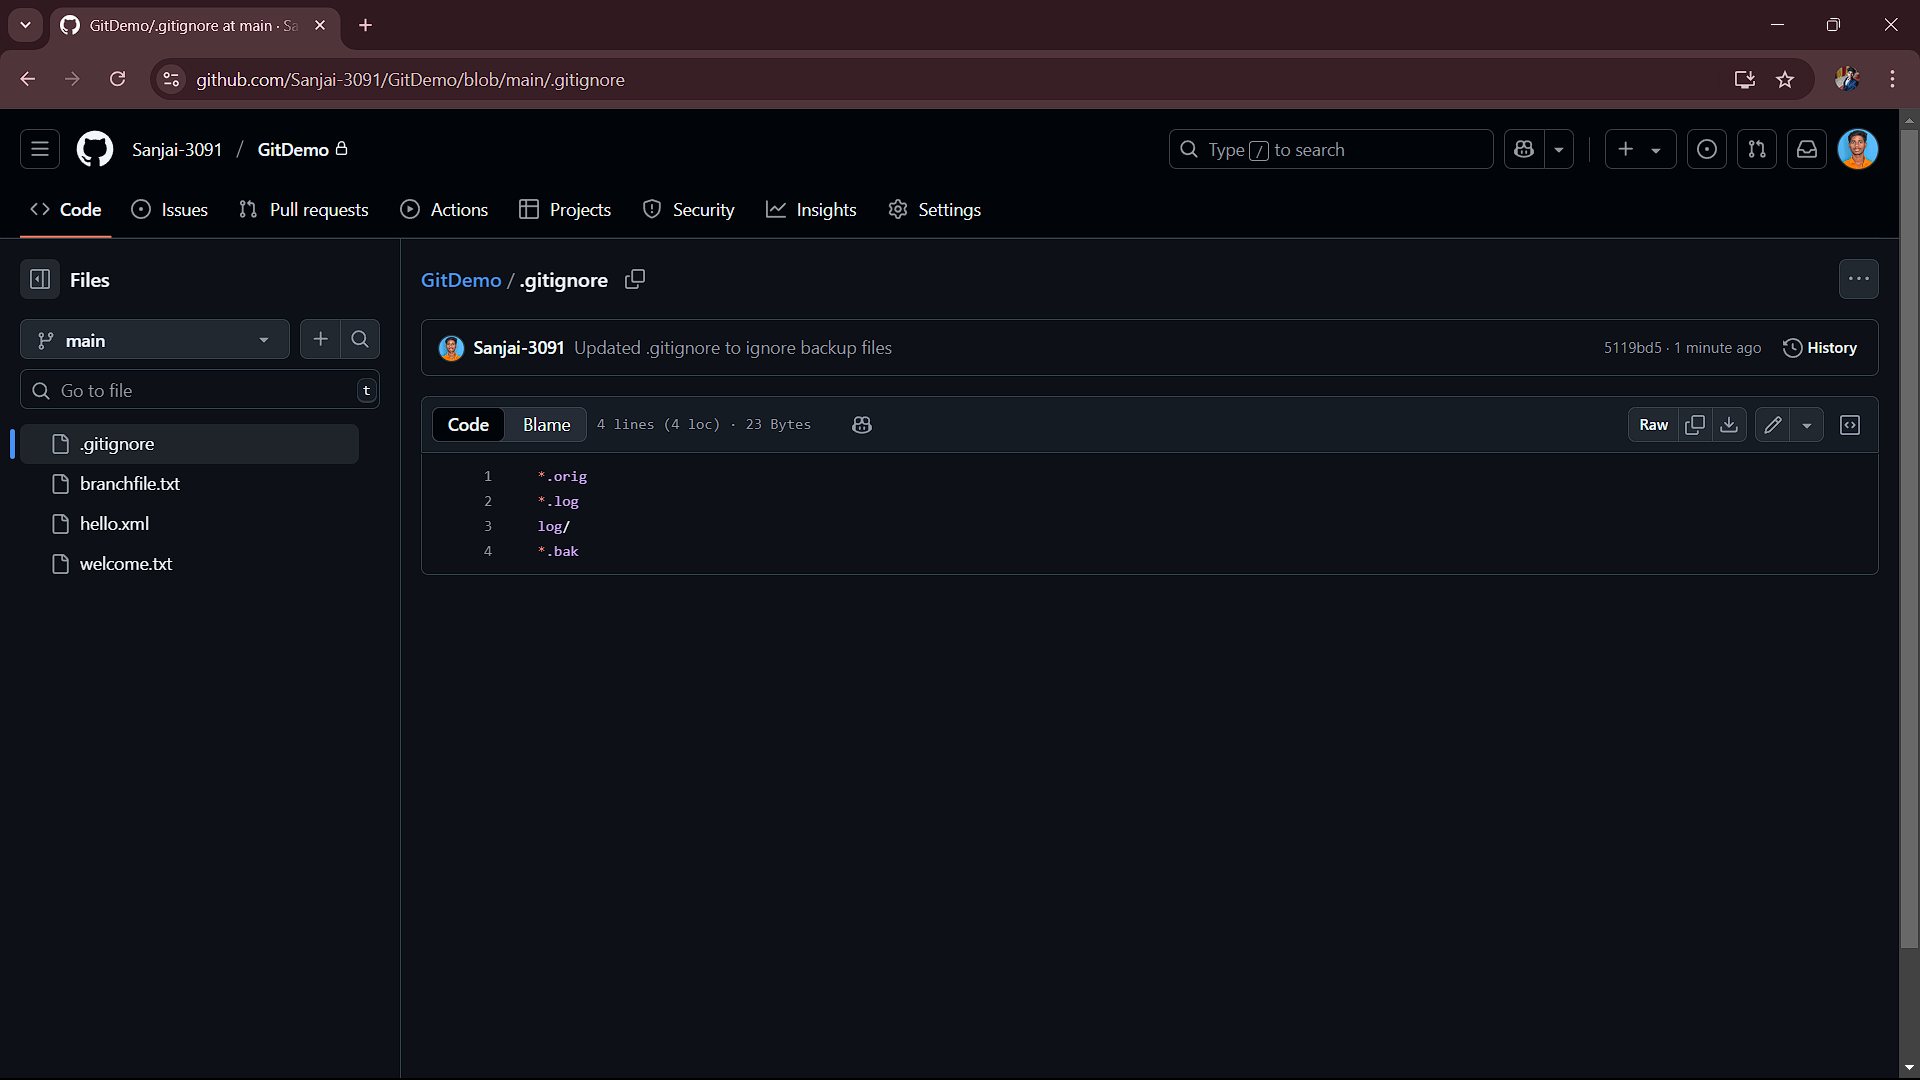 GitDemo/.gitignore at main · Sa
github.com/Sanjai-3091/GitDemo/blob/main/.gitignore
Sanjai-3091 / GitDemo
Type / to search
Code Issues Pull requests Actions Projects Security Insights Settings
Files
main
Go to file t
.gitignore
branchfile.txt
hello.xml
welcome.txt
GitDemo / .gitignore
Sanjai-3091 Updated .gitignore to ignore backup files 5119bd5 · 1 minute ago History
Code Blame 4 lines (4 loc) · 23 Bytes Raw
1 *.orig
2 *.log
3 log/
4 *.bak